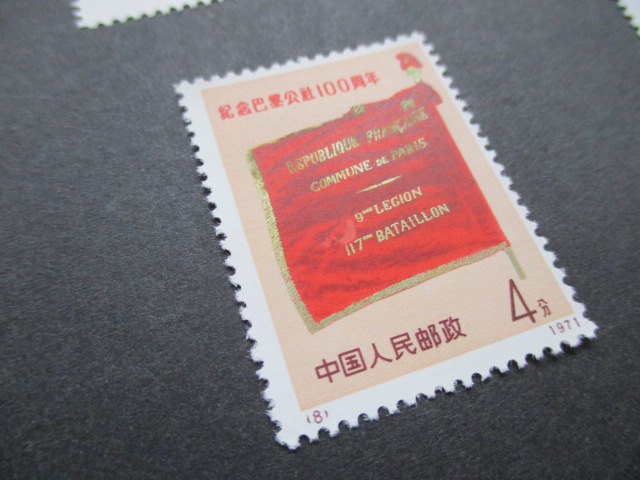 纪念巴黎公社100周年
RÉPUBLIQUE FRANÇAISE
COMMUNE DE PARIS
9me LEGION
117me BATAILLON
4分
中国人民邮政
(8)
1971